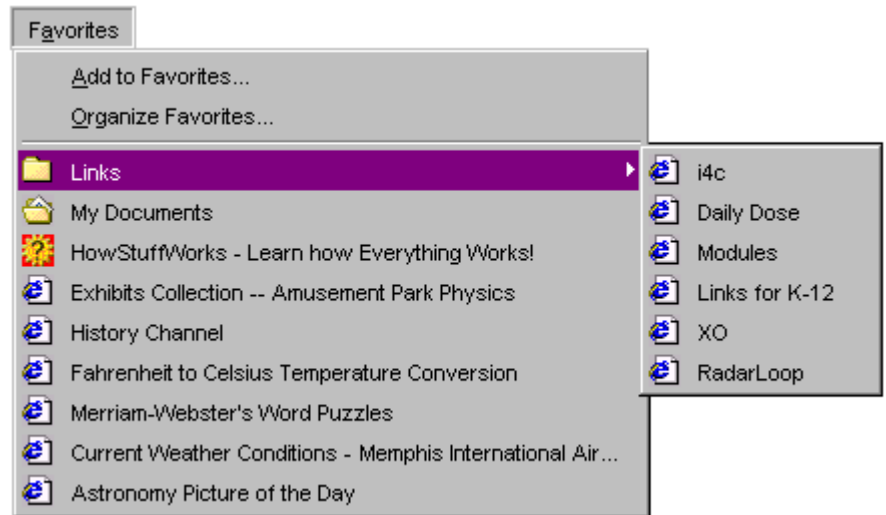 Favorites
Add to Favorites...
Organize Favorites...
Links
My Documents
HowStuffWorks - Learn how Everything Works!
Exhibits Collection -- Amusement Park Physics
History Channel
Fahrenheit to Celsius Temperature Conversion
Merriam-Webster's Word Puzzles
Current Weather Conditions - Memphis International Air...
Astronomy Picture of the Day
i4c
Daily Dose
Modules
Links for K-12
XO
RadarLoop